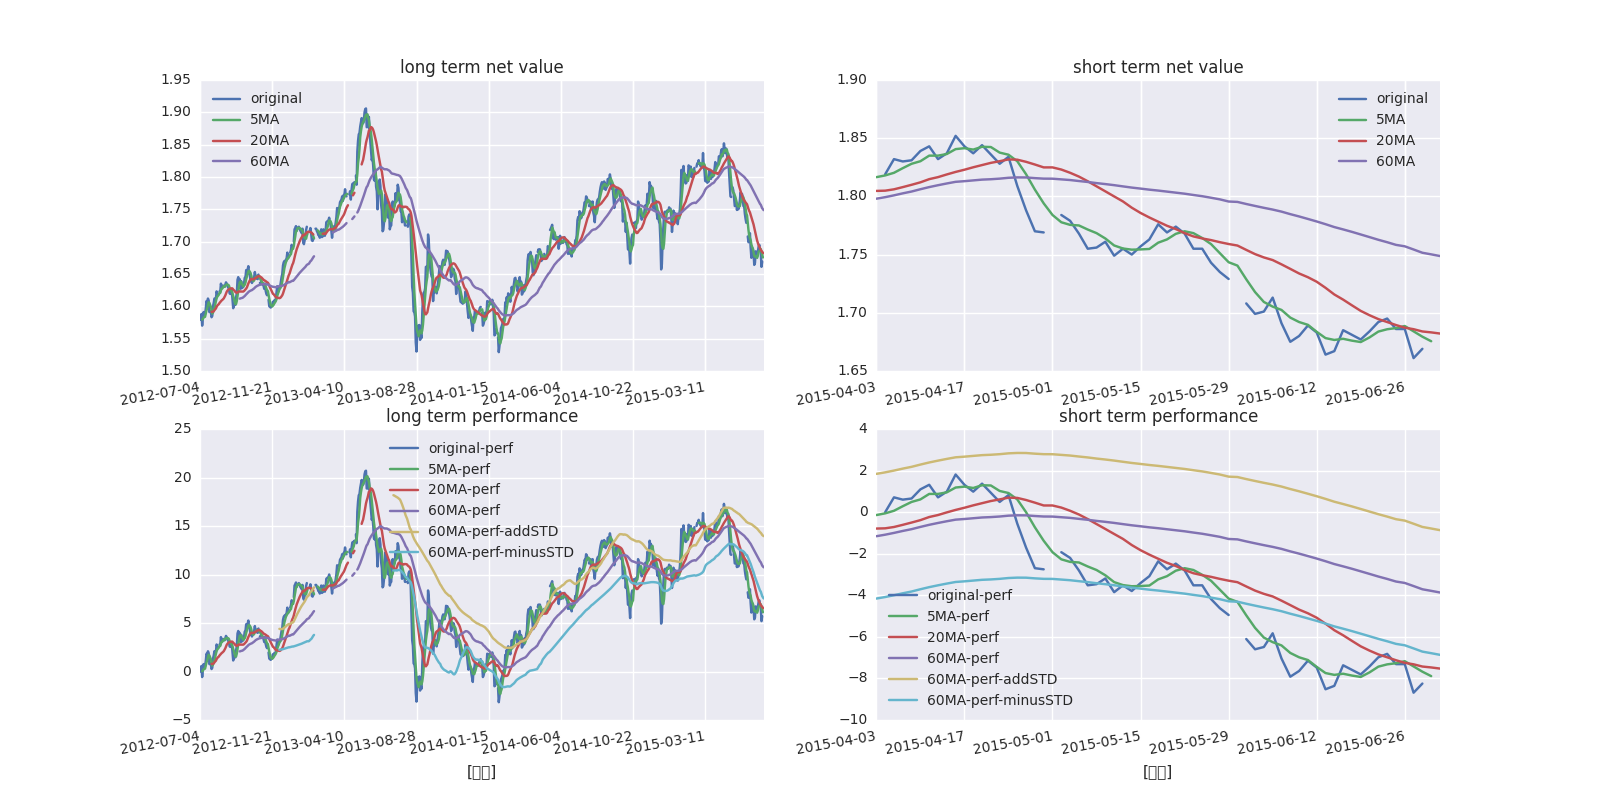 long term net value
1.95
1.90
1.85
1.80
1.75
1.70
1.65
1.60
1.55
1.50
original
5MA
20MA
60MA
2012-07-04 2012-11-21 2013-04-10 2013-08-28 2014-01-15 2014-06-04 2014-10-22 2015-03-11
short term net value
1.90
1.85
1.80
1.75
1.70
1.65
original
5MA
20MA
60MA
2015-04-03 2015-04-17 2015-05-01 2015-05-15 2015-05-29 2015-06-12 2015-06-26
long term performance
25
20
15
10
5
0
−5
original-perf
5MA-perf
20MA-perf
60MA-perf
60MA-perf-addSTD
60MA-perf-minusSTD
2012-07-04 2012-11-21 2013-04-10 2013-08-28 2014-01-15 2014-06-04 2014-10-22 2015-03-11
short term performance
4
2
0
−2
−4
−6
−8
−10
original-perf
5MA-perf
20MA-perf
60MA-perf
60MA-perf-addSTD
60MA-perf-minusSTD
2015-04-03 2015-04-17 2015-05-01 2015-05-15 2015-05-29 2015-06-12 2015-06-26